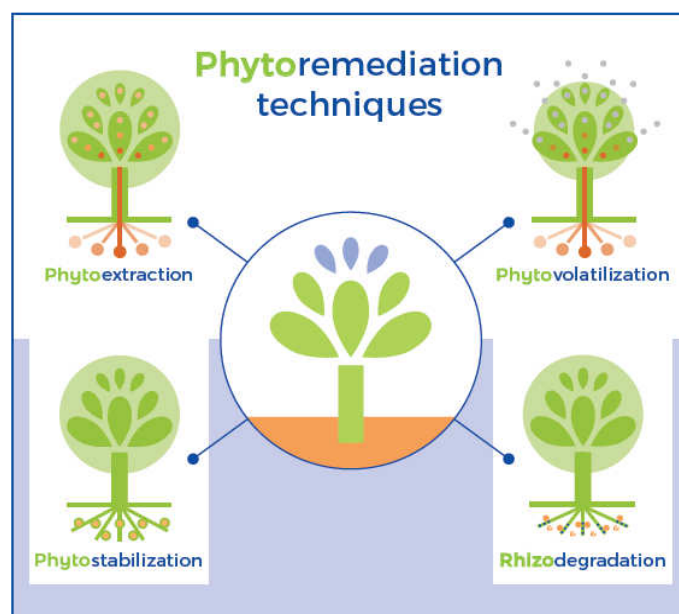 Phytoremediation
techniques
Phytoextraction
Phytovolatilization
Phytostabilization
Rhizodegradation